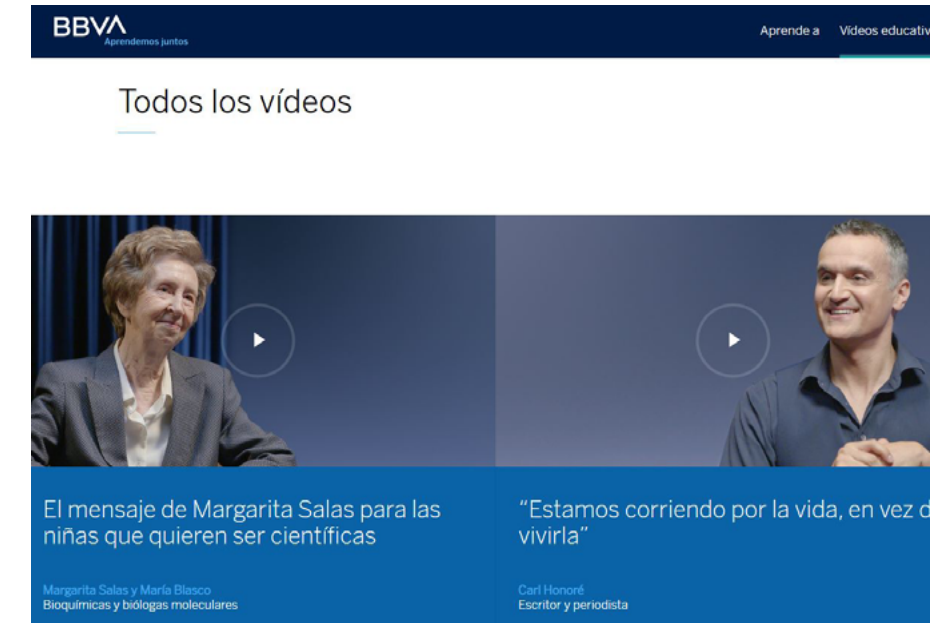 BBVA
Aprendemos juntos
Aprende a Vídeos educativ
Todos los vídeos
El mensaje de Margarita Salas para las
niñas que quieren ser científicas
Margarita Salas y María Blasco
Bioquímicas y biólogas moleculares
“Estamos corriendo por la vida, en vez d
vivirla”
Carl Honoré
Escritor y periodista